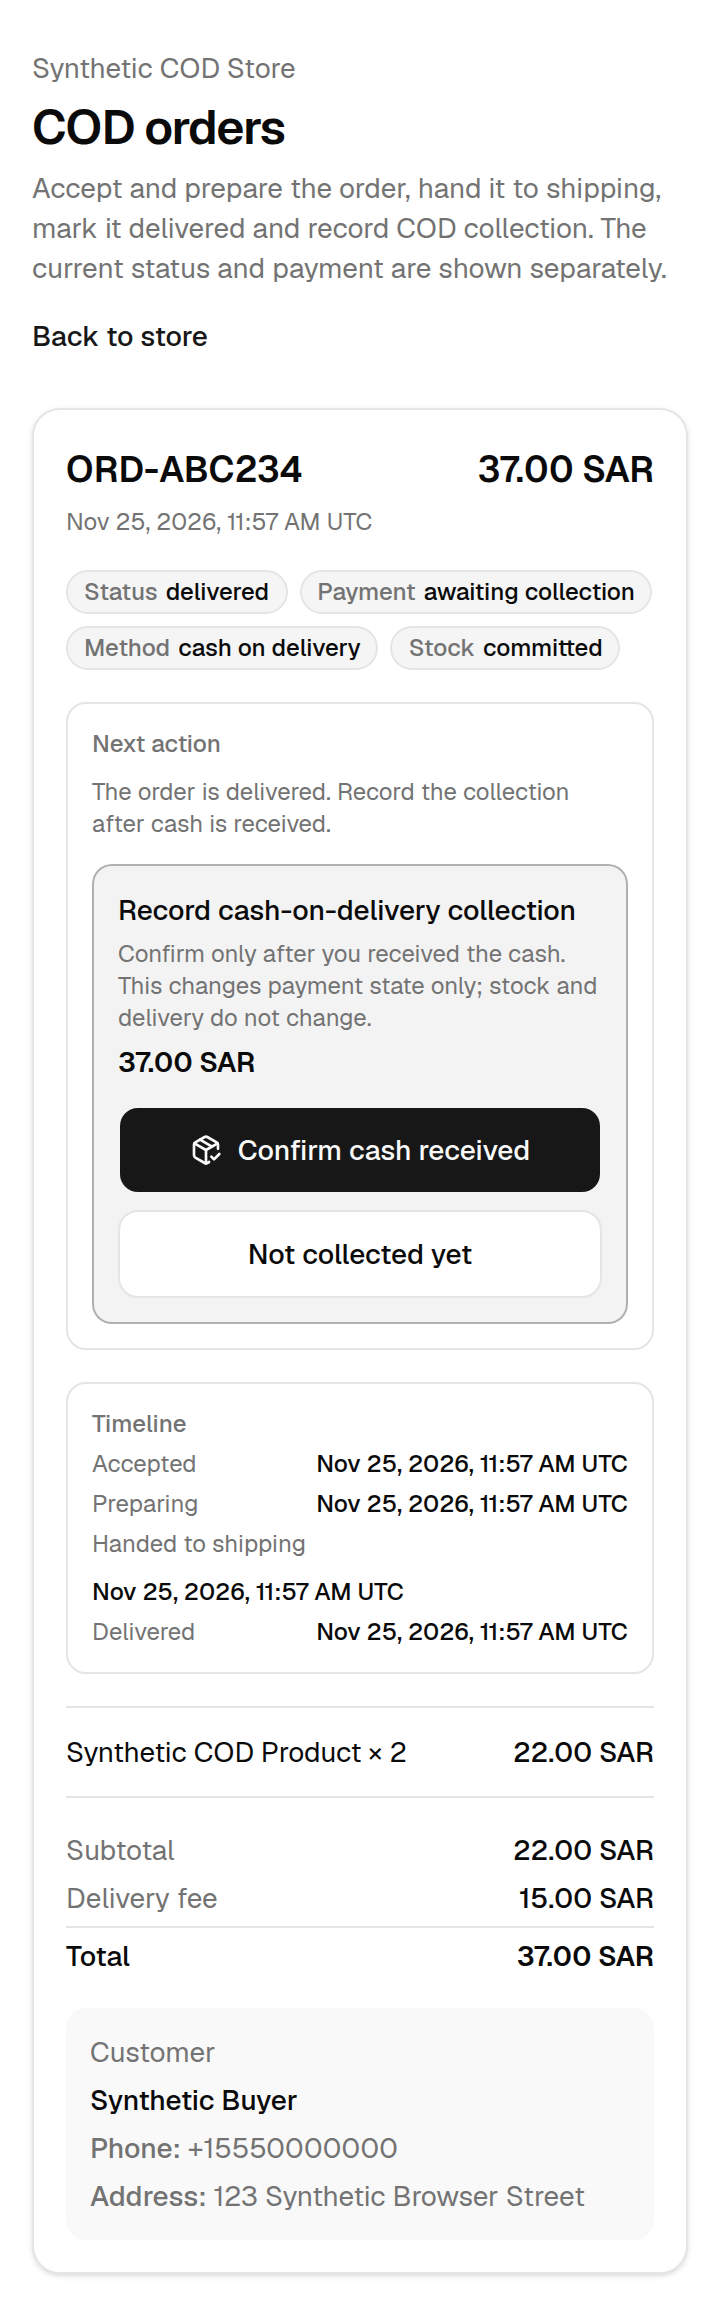 Synthetic COD Store
COD orders
Accept and prepare the order, hand it to shipping,
mark it delivered and record COD collection. The
current status and payment are shown separately.
Back to store
ORD-ABC234 37.00 SAR
Nov 25, 2026, 11:57 AM UTC
Status delivered Payment awaiting collection
Method cash on delivery Stock committed
Next action
The order is delivered. Record the collection
after cash is received.
Record cash-on-delivery collection
Confirm only after you received the cash.
This changes payment state only; stock and
delivery do not change.
37.00 SAR
Confirm cash received
Not collected yet
Timeline
Accepted Nov 25, 2026, 11:57 AM UTC
Preparing Nov 25, 2026, 11:57 AM UTC
Handed to shipping
Nov 25, 2026, 11:57 AM UTC
Delivered Nov 25, 2026, 11:57 AM UTC
Synthetic COD Product × 2 22.00 SAR
Subtotal 22.00 SAR
Delivery fee 15.00 SAR
Total 37.00 SAR
Customer
Synthetic Buyer
Phone: +15550000000
Address: 123 Synthetic Browser Street